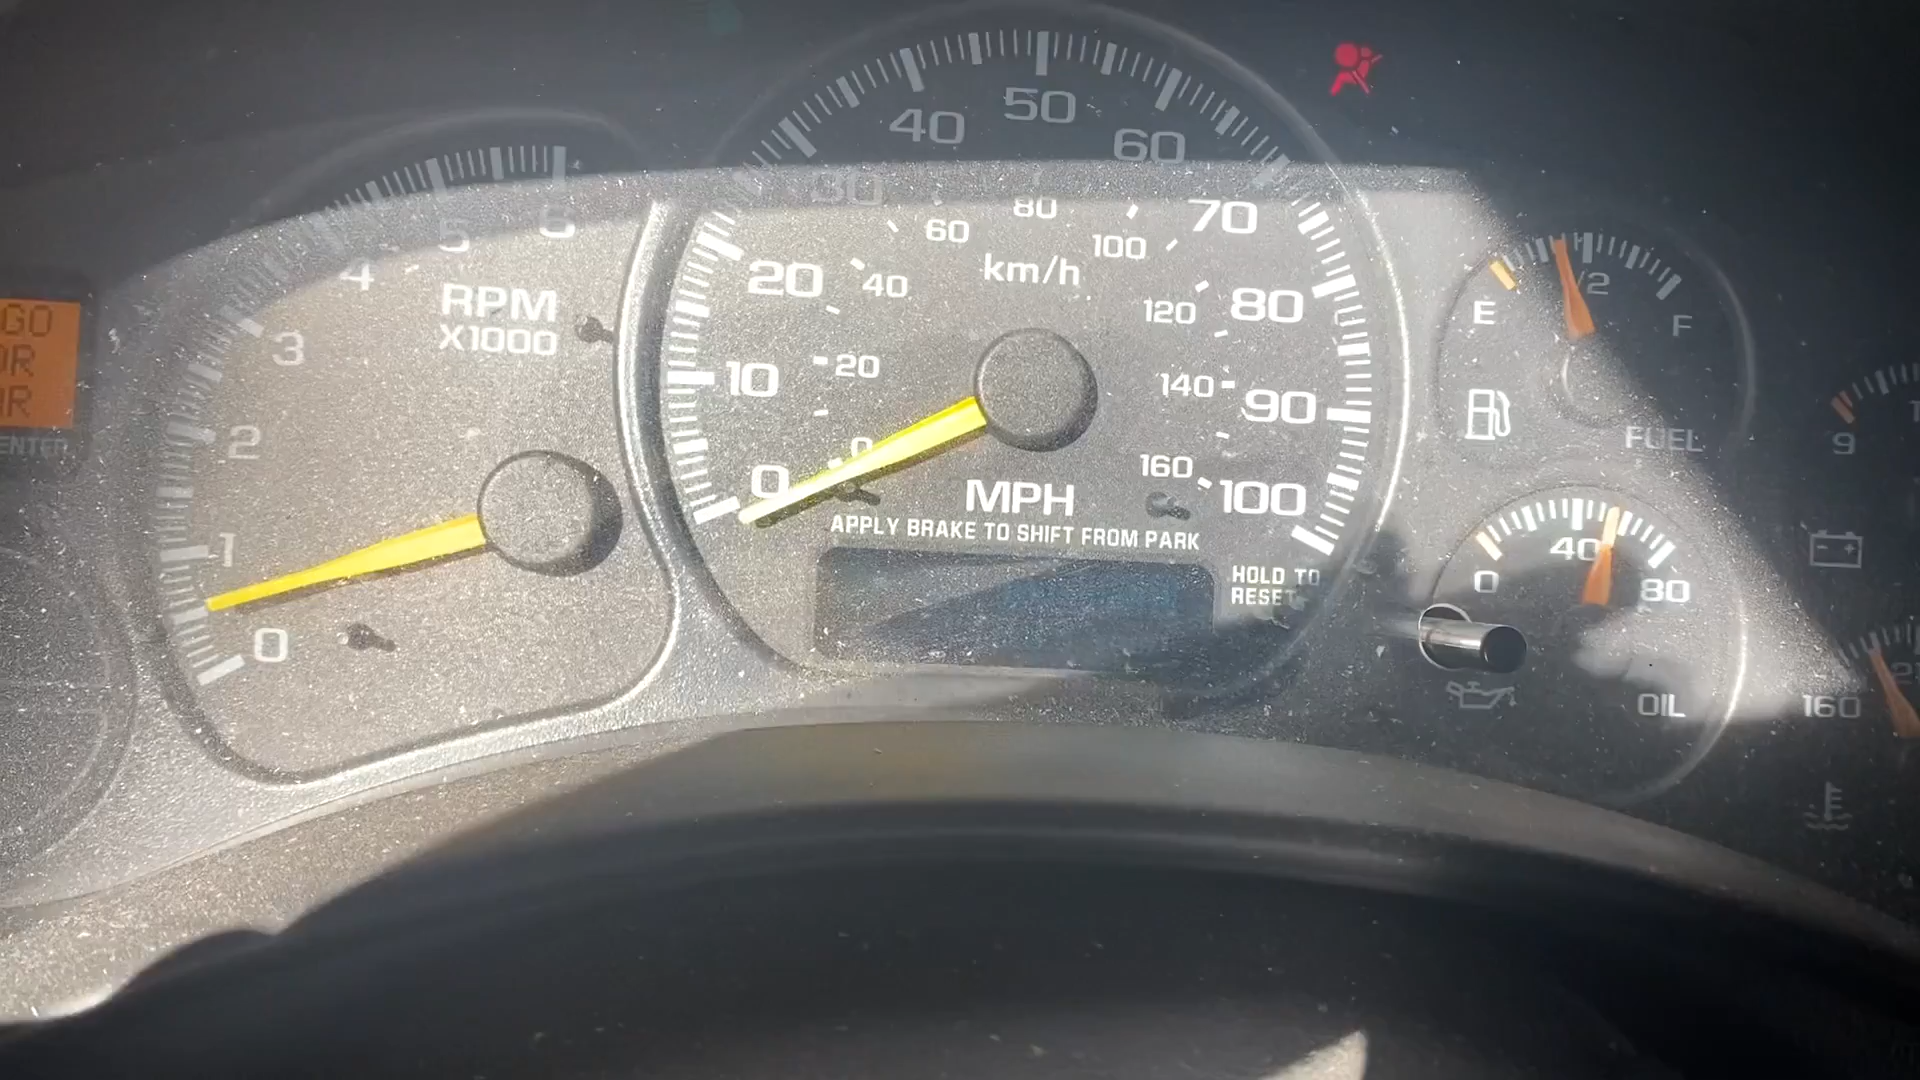 GO
OR
AR
ENTER
0
1
2
3
4
5
6
RPM
X1000
0
10
20
30
40
50
60
70
80
90
100
0
20
40
60
80
100
120
140
160
km/h
MPH
APPLY BRAKE TO SHIFT FROM PARK
HOLD TO
RESET
E
1/2
F
FUEL
0
40
80
OIL
9
160